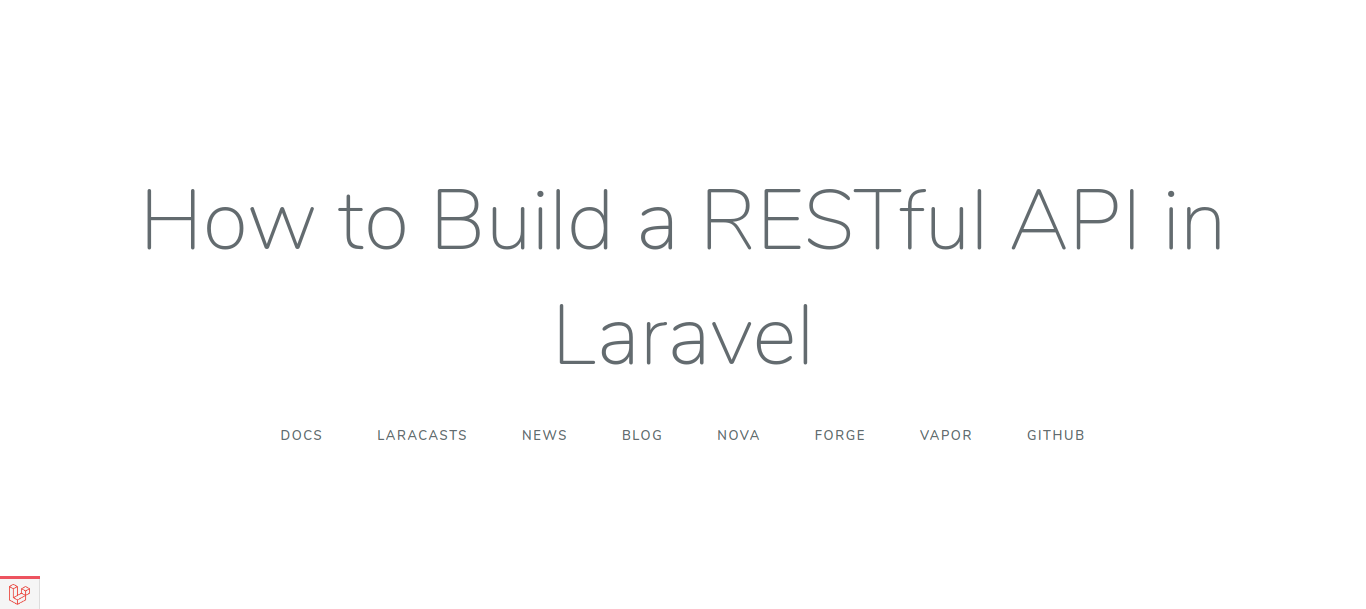 How to Build a RESTful API in
Laravel
DOCS LARACASTS NEWS BLOG NOVA FORGE VAPOR GITHUB